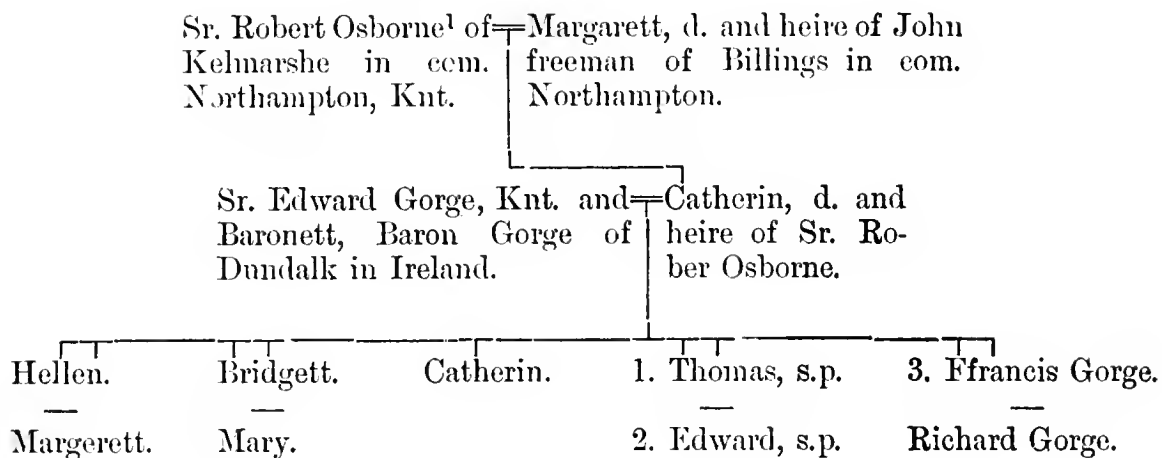 Sr. Robert Osborne¹ of
Kelmarshe in com.
Northampton, Knt.
Margarett, d. and heire of John
freeman of Billings in com.
Northampton.
Sr. Edward Gorge, Knt. and
Baronett, Baron Gorge of
Dundalk in Ireland.
Catherin, d. and
heire of Sr. Ro-
ber Osborne.
Hellen.
Margerett.
Bridgett.
Mary.
Catherin.
1. Thomas, s.p.
2. Edward, s.p.
3. Ffrancis Gorge.
Richard Gorge.